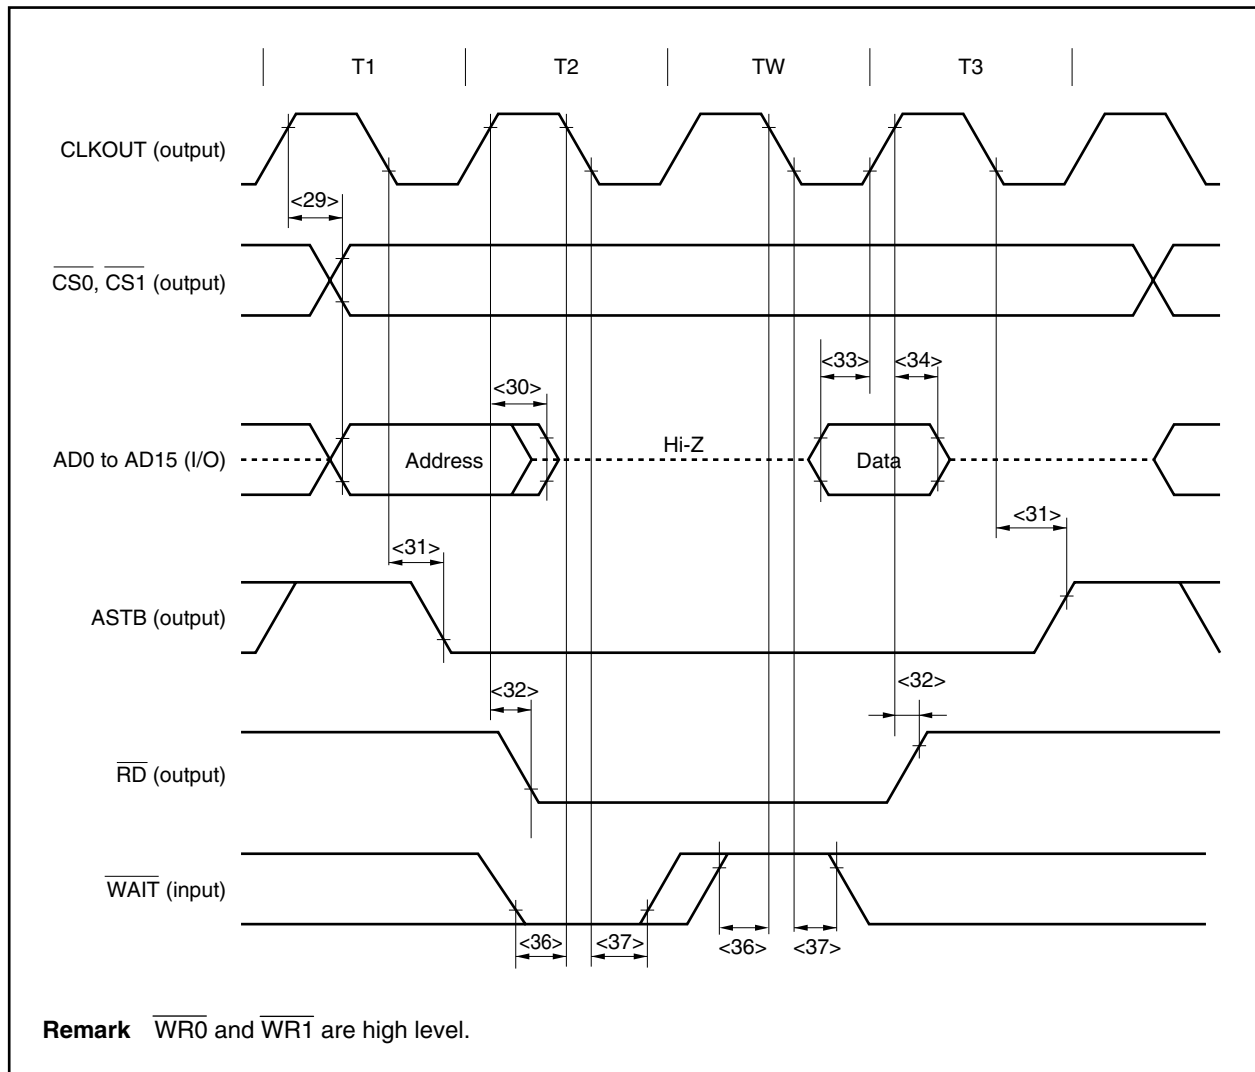 T1 T2 TW T3
CLKOUT (output)
<29>
CS0, CS1 (output)
<33> <34>
<30>
Hi-Z
AD0 to AD15 (I/O) Address Data
<31>
<31>
ASTB (output)
<32>
<32>
RD (output)
WAIT (input)
<36> <37> <36> <37>
Remark WR0 and WR1 are high level.